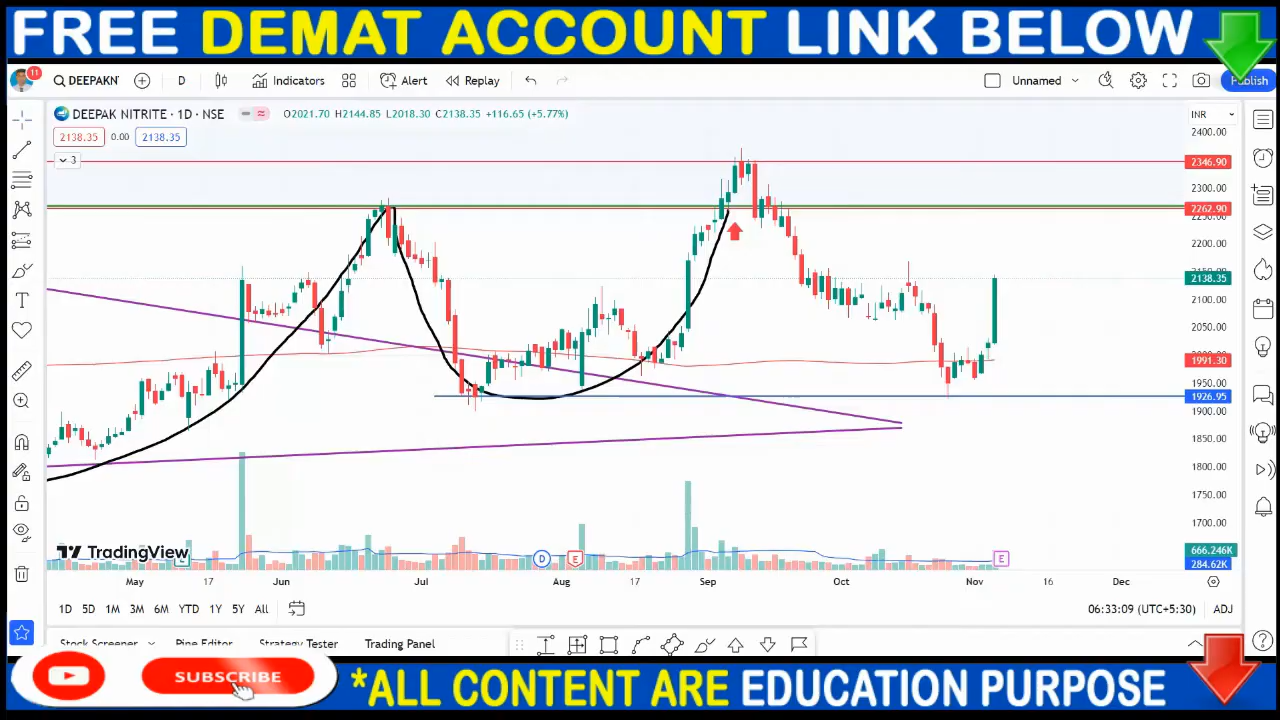 FREE DEMAT ACCOUNT LINK BELOW
11
DEEPAKN
D
Indicators
Alert
Replay
Unnamed
Publish
DEEPAK NITRITE · 1D · NSE
O2021.70 H2144.85 L2018.30 C2138.35 +116.65 (+5.77%)
INR
2138.35 0.00 2138.35
3
2400.00
2346.90
2300.00
2262.90
2200.00
2138.35
2100.00
2050.00
1991.30
1950.00
1926.95
1900.00
1850.00
1800.00
1750.00
1700.00
TradingView
D
E
E
666.246K
284.62K
May 17 Jun Jul Aug 17 Sep Oct Nov 16 Dec
1D 5D 1M 3M 6M YTD 1Y 5Y All
06:33:09 (UTC+5:30) ADJ
Stock Screener Pine Editor Strategy Tester Trading Panel
SUBSCRIBE
*ALL CONTENT ARE EDUCATION PURPOSE